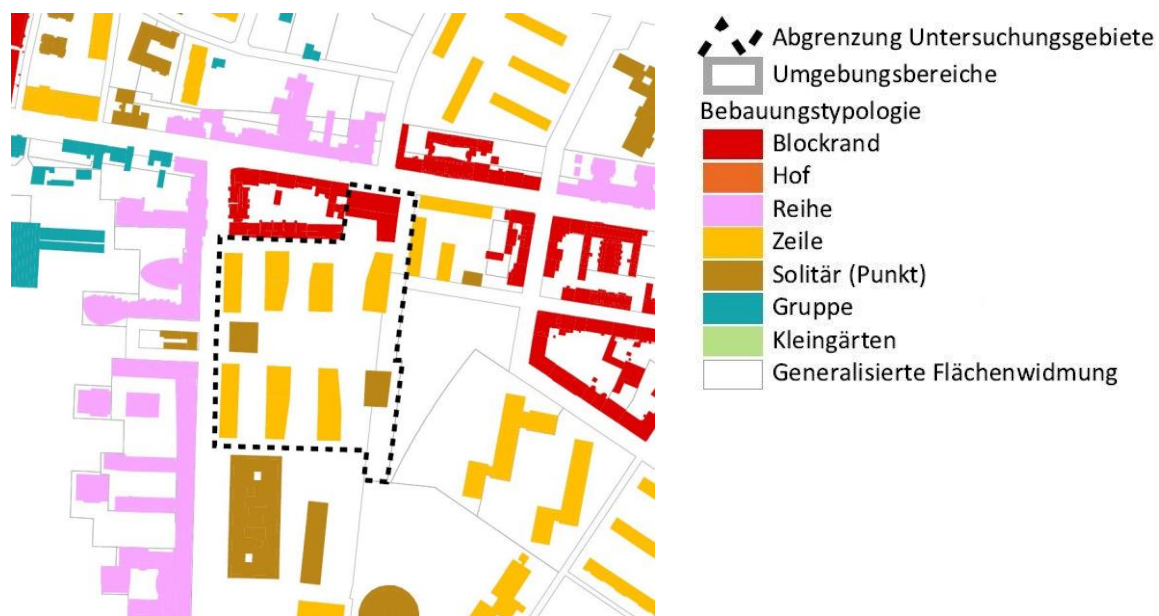 Abgrenzung Untersuchungsgebiete
Umgebungsbereiche
Bebauungstypologie
Blockrand
Hof
Reihe
Zeile
Solitär (Punkt)
Gruppe
Kleingärten
Generalisierte Flächenwidmung